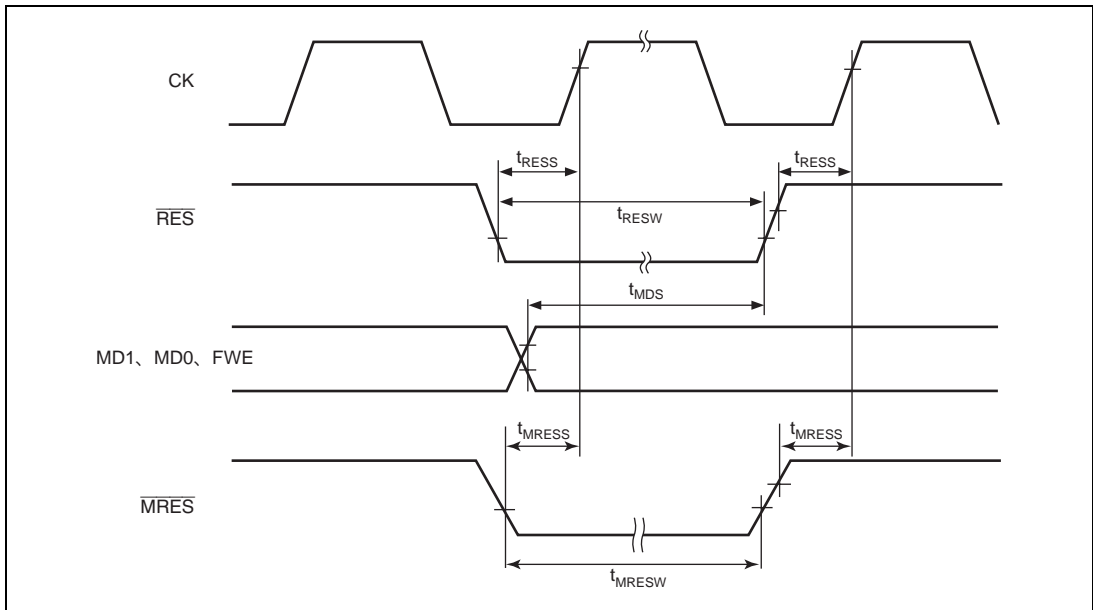 CK
tRESS
tRESS
RES
tRESW
tMDS
MD1、MD0、FWE
tMRESS
tMRESS
MRES
tMRESW